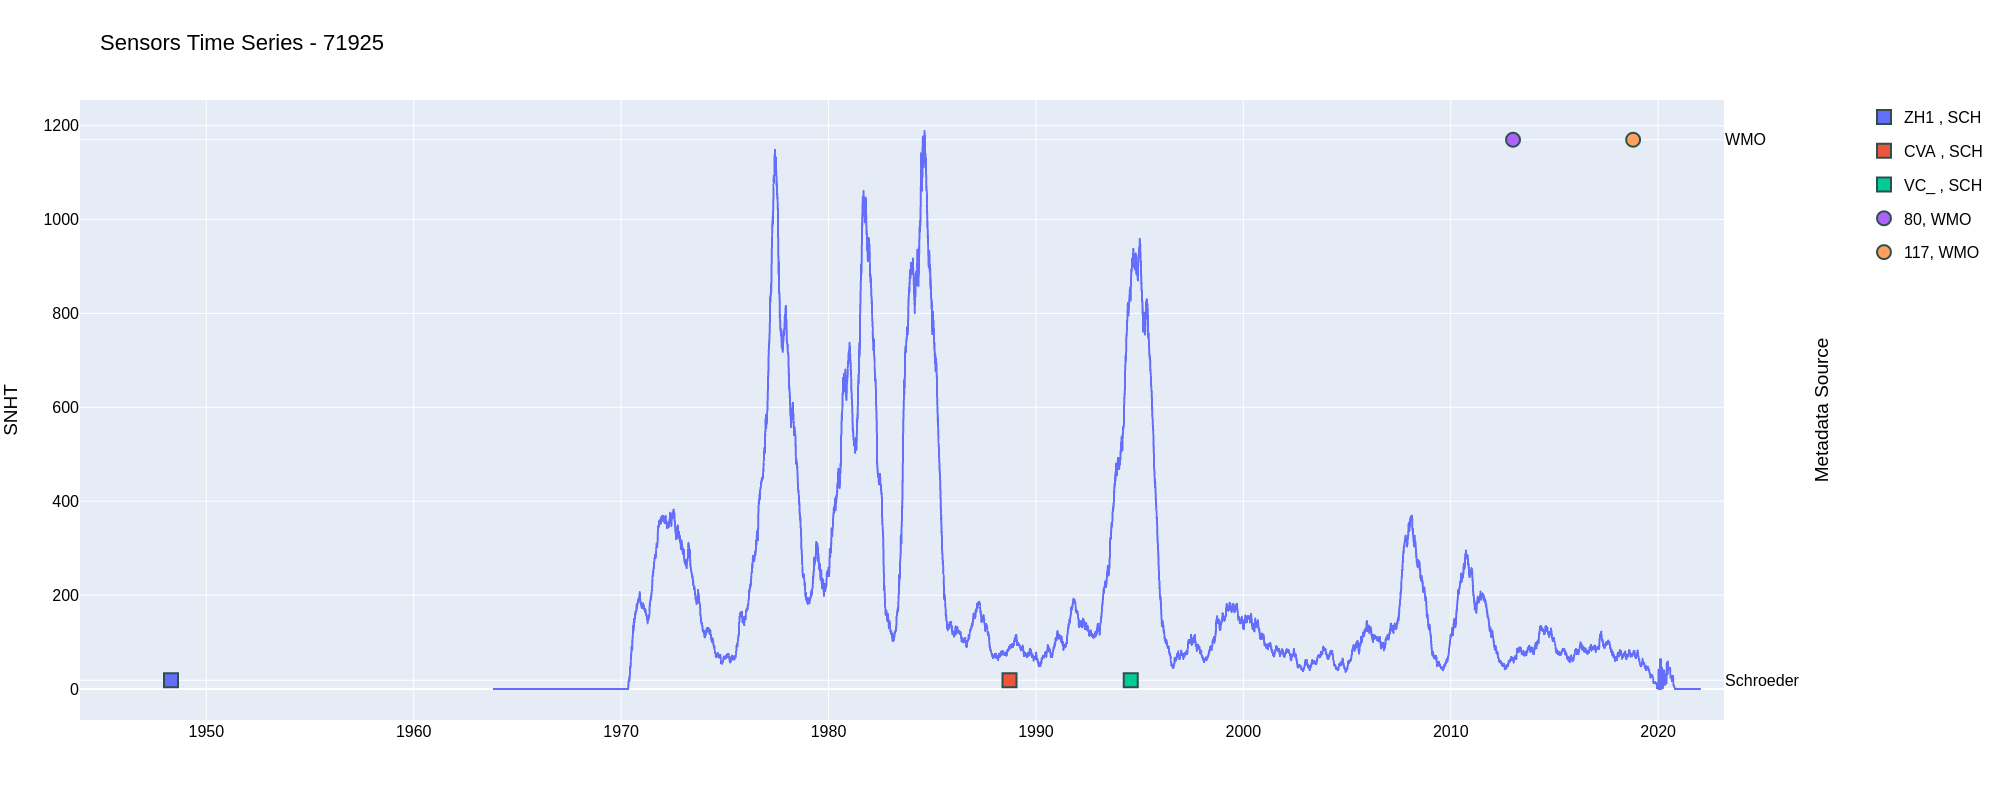 Sensors Time Series - 71925
SNHT
1200
1000
800
600
400
200
0
1950
1960
1970
1980
1990
2000
2010
2020
WMO
Schroeder
Metadata Source
ZH1 , SCH
CVA , SCH
VC_ , SCH
80, WMO
117, WMO